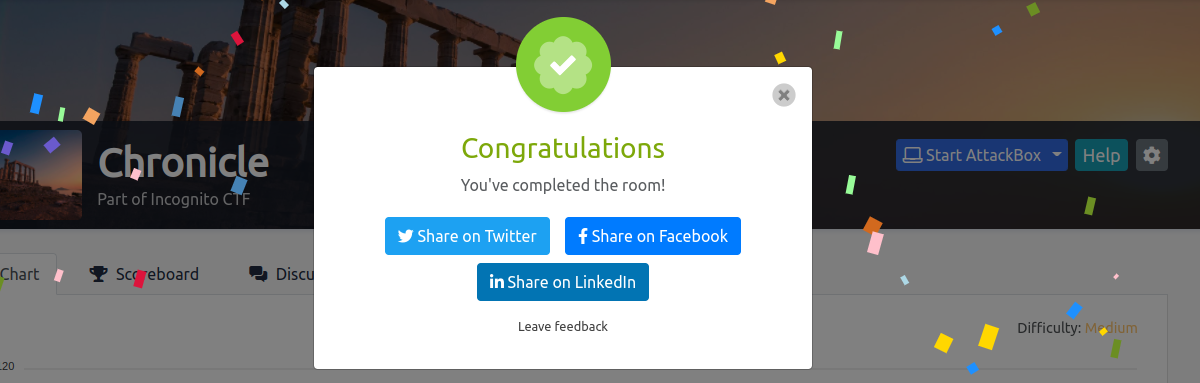 Congratulations
You've completed the room!
Share on Twitter
Share on Facebook
Share on LinkedIn
Leave feedback
Chronicle
Part of Incognito CTF
Start AttackBox
Help
Chart
Scoreboard
Discu
Difficulty: Medium
120